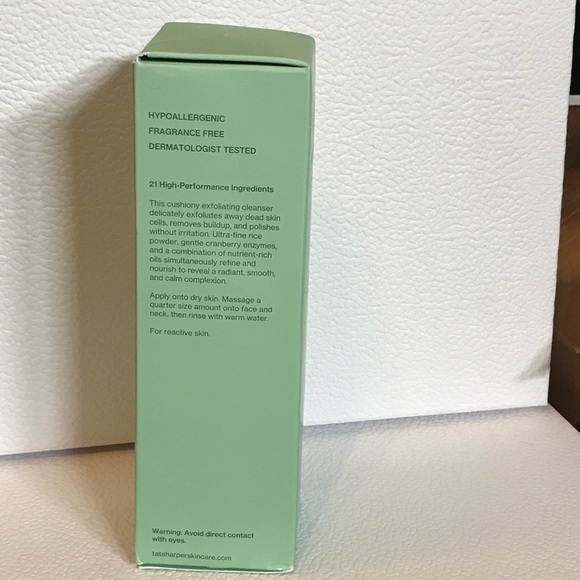 HYPOALLERGENIC
FRAGRANCE FREE
DERMATOLOGIST TESTED
21 High-Performance Ingredients
This cushiony exfoliating cleanser
delicately exfoliates away dead skin
cells, removes buildup, and polishes
without irritation. Ultra-fine rice
powder, gentle cranberry enzymes,
and a combination of nutrient-rich
oils simultaneously refine and
nourish to reveal a radiant, smooth,
and calm complexion.
Apply onto dry skin. Massage a
quarter size amount onto face and
neck, then rinse with warm water.
For reactive skin.
Warning: Avoid direct contact
with eyes.
tataharperskincare.com